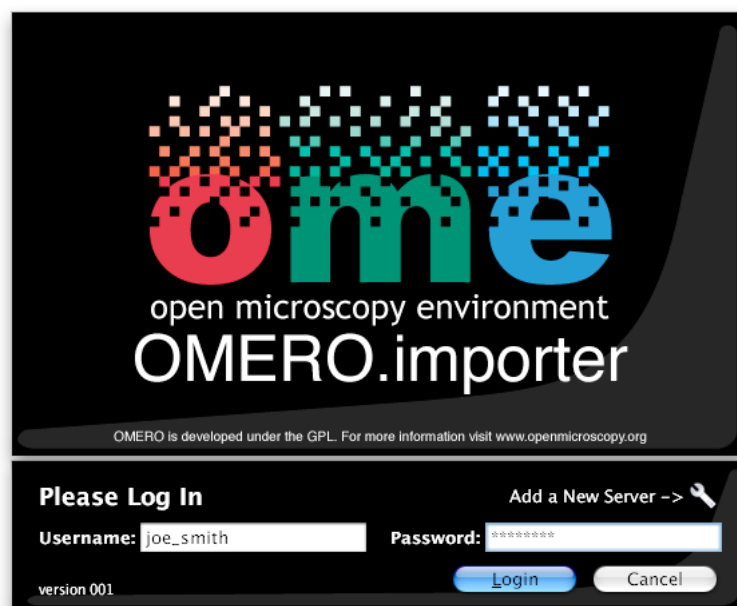 ome
open microscopy environment
OMERO.importer
OMERO is developed under the GPL. For more information visit www.openmicroscopy.org
Please Log In
Add a New Server ->
Username: joe_smith Password: ********
version 001
Login Cancel